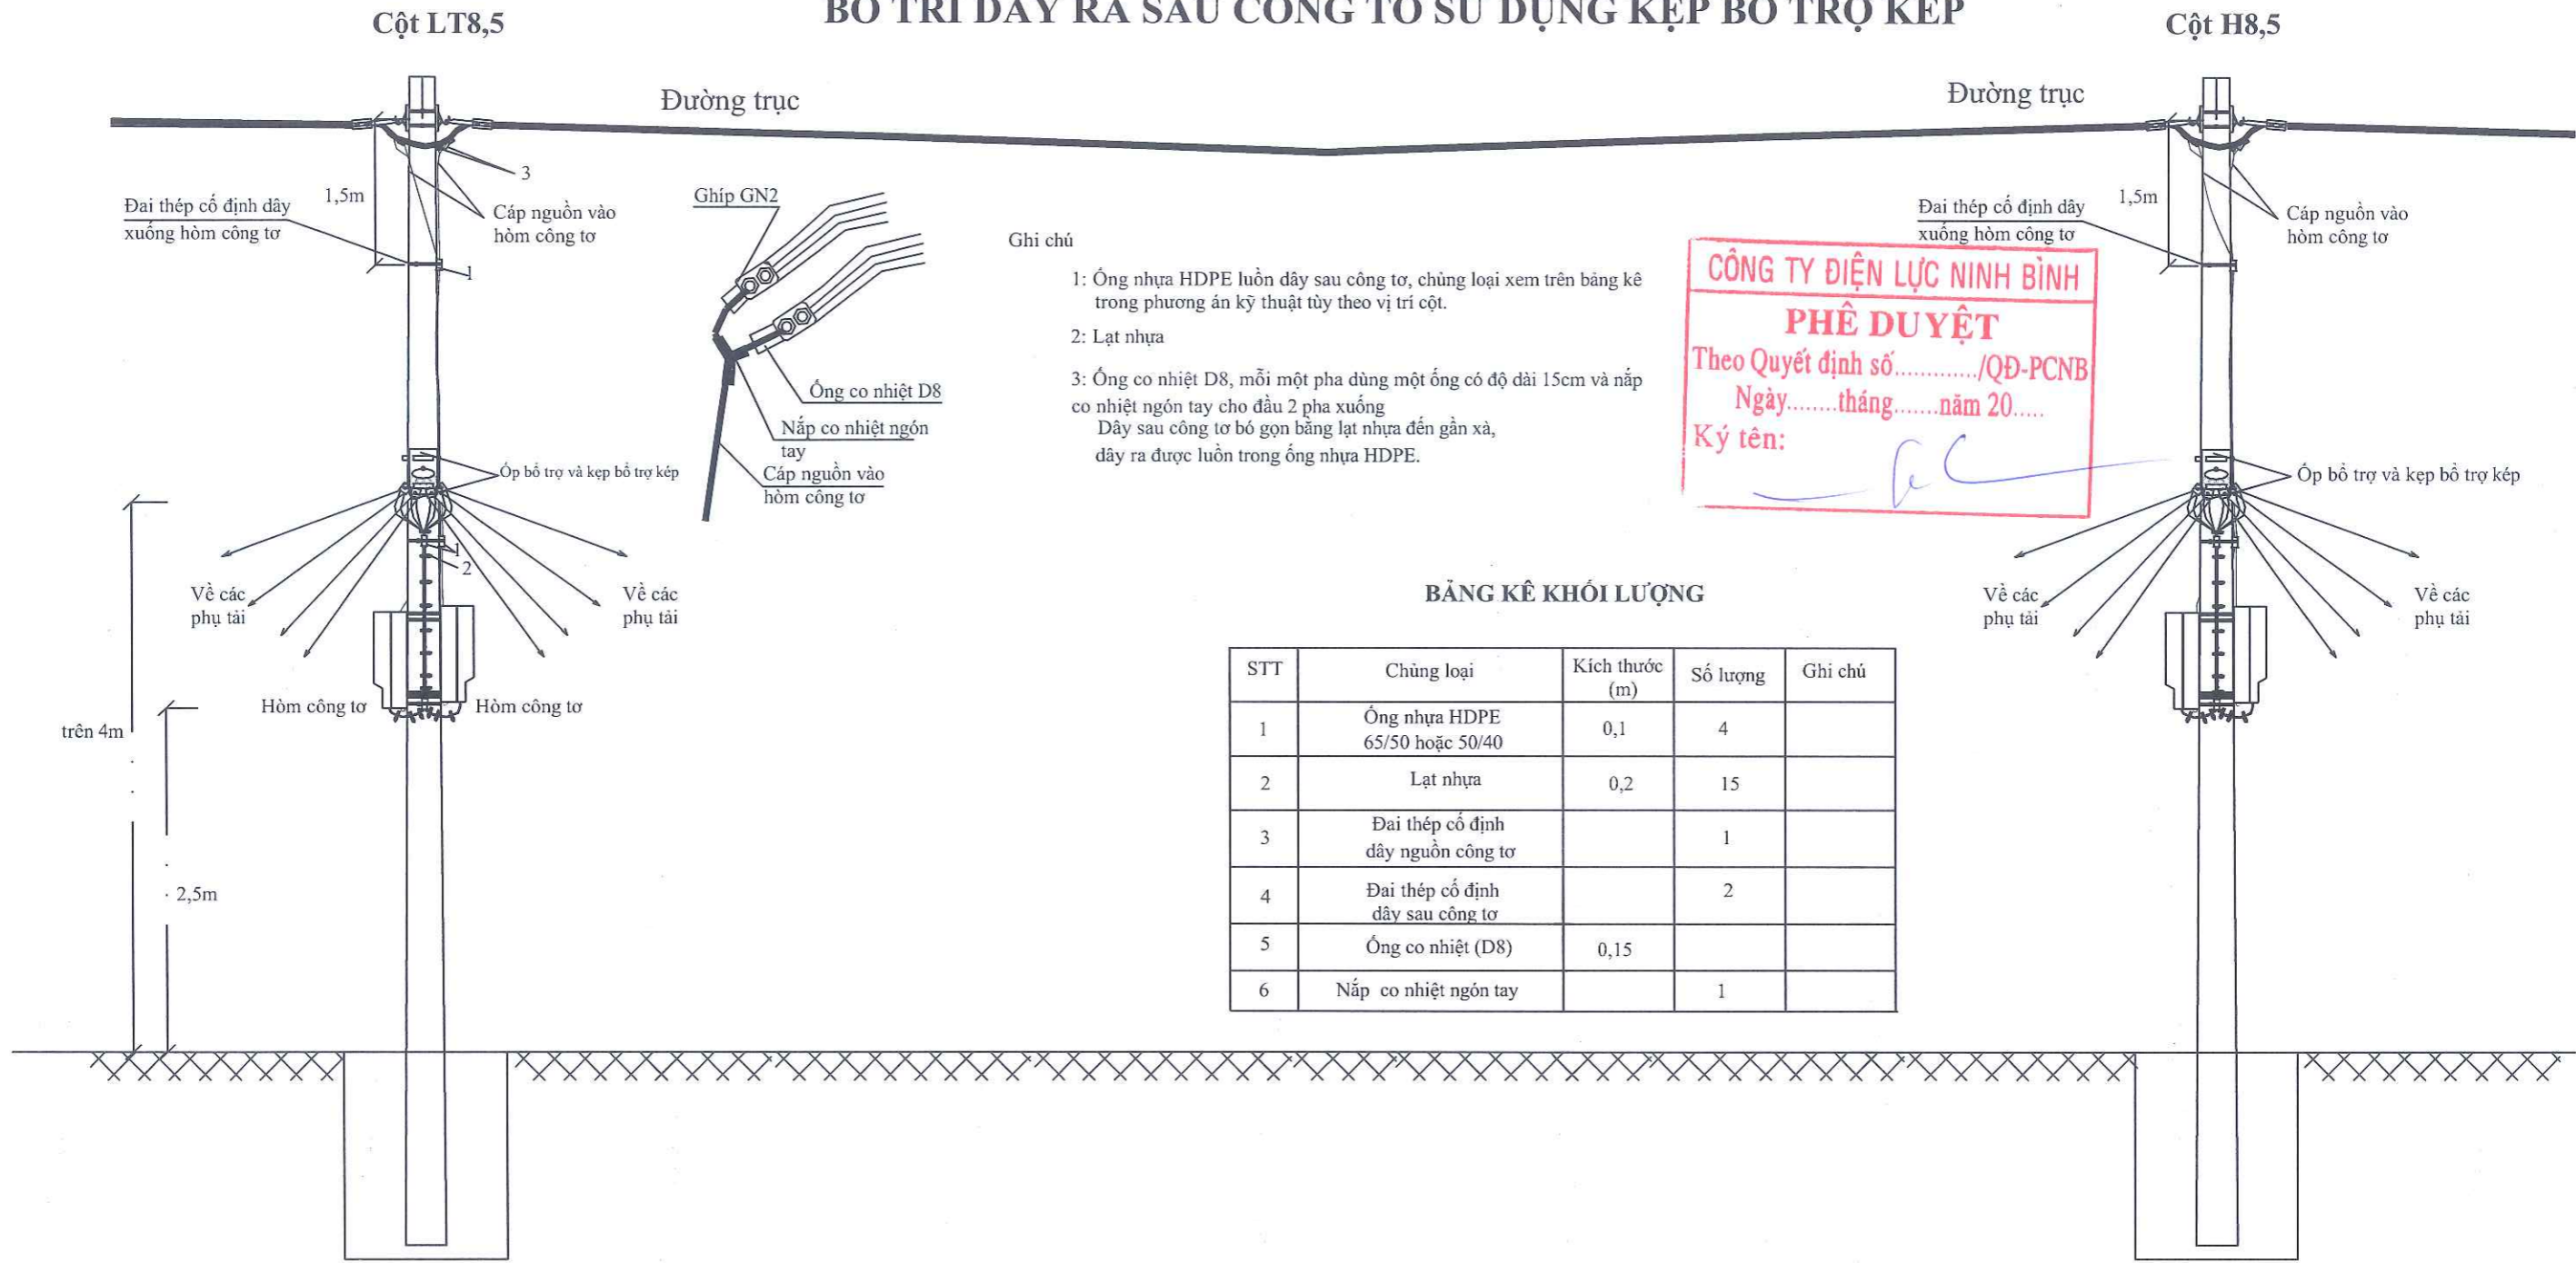 BỐ TRÍ DÂY RA SAU CÔNG TƠ SỬ DỤNG KẸP BỔ TRỢ KÉP
Cột LT8,5
Cột H8,5
Đường trục
Đường trục
3
1,5m
Đai thép cố định dây
xuống hòm công tơ
Cáp nguồn vào
hòm công tơ
1
Ghíp GN2
Ống co nhiệt D8
Nắp co nhiệt ngón
tay
Cáp nguồn vào
hòm công tơ
Ghi chú
1: Ống nhựa HDPE luồn dây sau công tơ, chủng loại xem trên bảng kê
trong phương án kỹ thuật tùy theo vị trí cột.
2: Lạt nhựa
3: Ống co nhiệt D8, mỗi một pha dùng một ống có độ dài 15cm và nắp
co nhiệt ngón tay cho đầu 2 pha xuống
Dây sau công tơ bó gọn bằng lạt nhựa đến gần xà,
dây ra được luồn trong ống nhựa HDPE.
CÔNG TY ĐIỆN LỰC NINH BÌNH
PHÊ DUYỆT
Theo Quyết định số............./QĐ-PCNB
Ngày........tháng.......năm 20.....
Ký tên:
1,5m
Đai thép cố định dây
xuống hòm công tơ
Cáp nguồn vào
hòm công tơ
Ốp bổ trợ và kẹp bổ trợ kép
1
2
Về các
phụ tải
Về các
phụ tải
Hòm công tơ
Hòm công tơ
trên 4m
2,5m
Ốp bổ trợ và kẹp bổ trợ kép
Về các
phụ tải
Về các
phụ tải
BẢNG KÊ KHỐI LƯỢNG
STT Chủng loại Kích thước (m) Số lượng Ghi chú
1 Ống nhựa HDPE 65/50 hoặc 50/40 0,1 4
2 Lạt nhựa 0,2 15
3 Đai thép cố định dây nguồn công tơ 1
4 Đai thép cố định dây sau công tơ 2
5 Ống co nhiệt (D8) 0,15
6 Nắp co nhiệt ngón tay 1